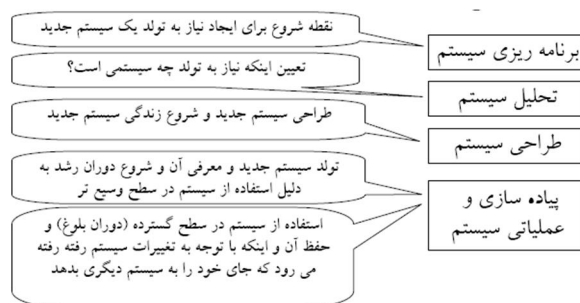 نقطه شروع برای ایجاد نیاز به تولد یک سیستم جدید
برنامه ریزی سیستم
تعیین اینکه نیاز به تولد چه سیستمی است؟
تحلیل سیستم
طراحی سیستم جدید و شروع زندگی سیستم جدید
طراحی سیستم
تولد سیستم جدید و معرفی آن و شروع دوران رشد به
دلیل استفاده از سیستم در سطح وسیع تر
پیاده سازی و
عملیاتی سیستم
استفاده از سیستم در سطح گسترده (دوران بلوغ) و
حفظ آن و اینکه با توجه به تغییرات سیستم رفته رفته
می رود که جای خود را به سیستم دیگری بدهد